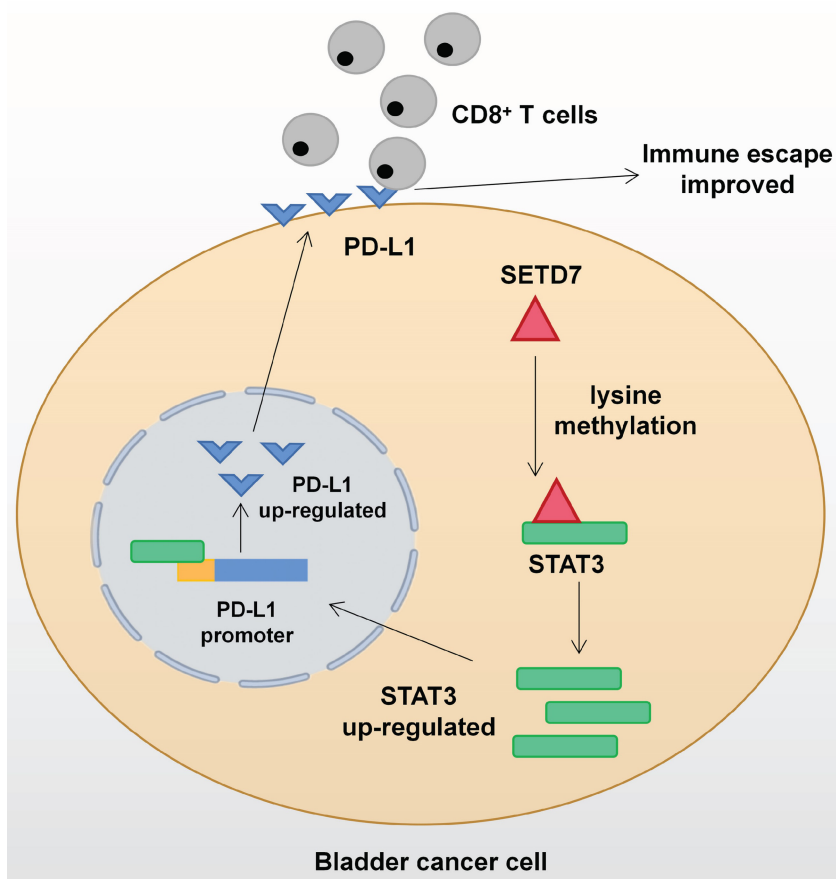 CD8⁺ T cells
Immune escape
improved
PD-L1
SETD7
lysine
methylation
PD-L1
up-regulated
STAT3
PD-L1
promoter
STAT3
up-regulated
Bladder cancer cell